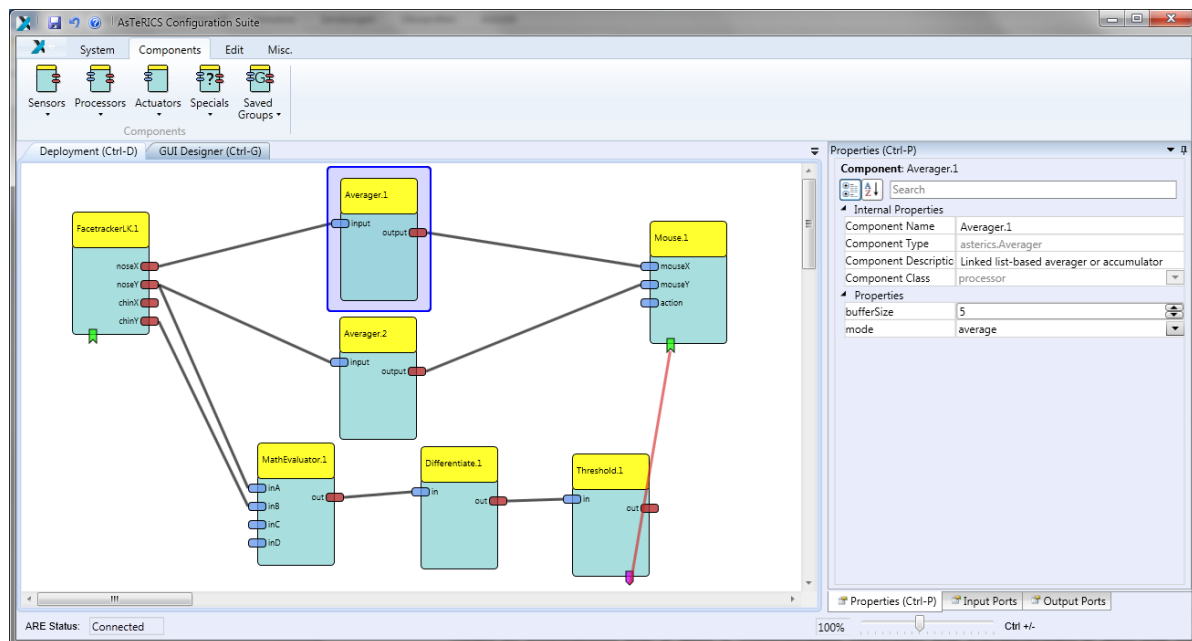 AsTeRICS Configuration Suite
System Components Edit Misc.
Sensors Processors Actuators Specials Saved Groups
Components
Deployment (Ctrl-D) GUI Designer (Ctrl-G)
FacetrackerLK.1
noseX
noseY
chinX
chinY
Averager.1
input
output
Averager.2
input
output
Mouse.1
mouseX
mouseY
action
MathEvaluator.1
inA
inB
inC
inD
out
Differentiate.1
in
out
Threshold.1
in
out
Properties (Ctrl-P)
Component: Averager.1
Search
Internal Properties
Component Name Averager.1
Component Type asterics.Averager
Component Descriptic Linked list-based averager or accumulator
Component Class processor
Properties
bufferSize 5
mode average
Properties (Ctrl-P) Input Ports Output Ports
ARE Status: Connected
100% Ctrl +/-